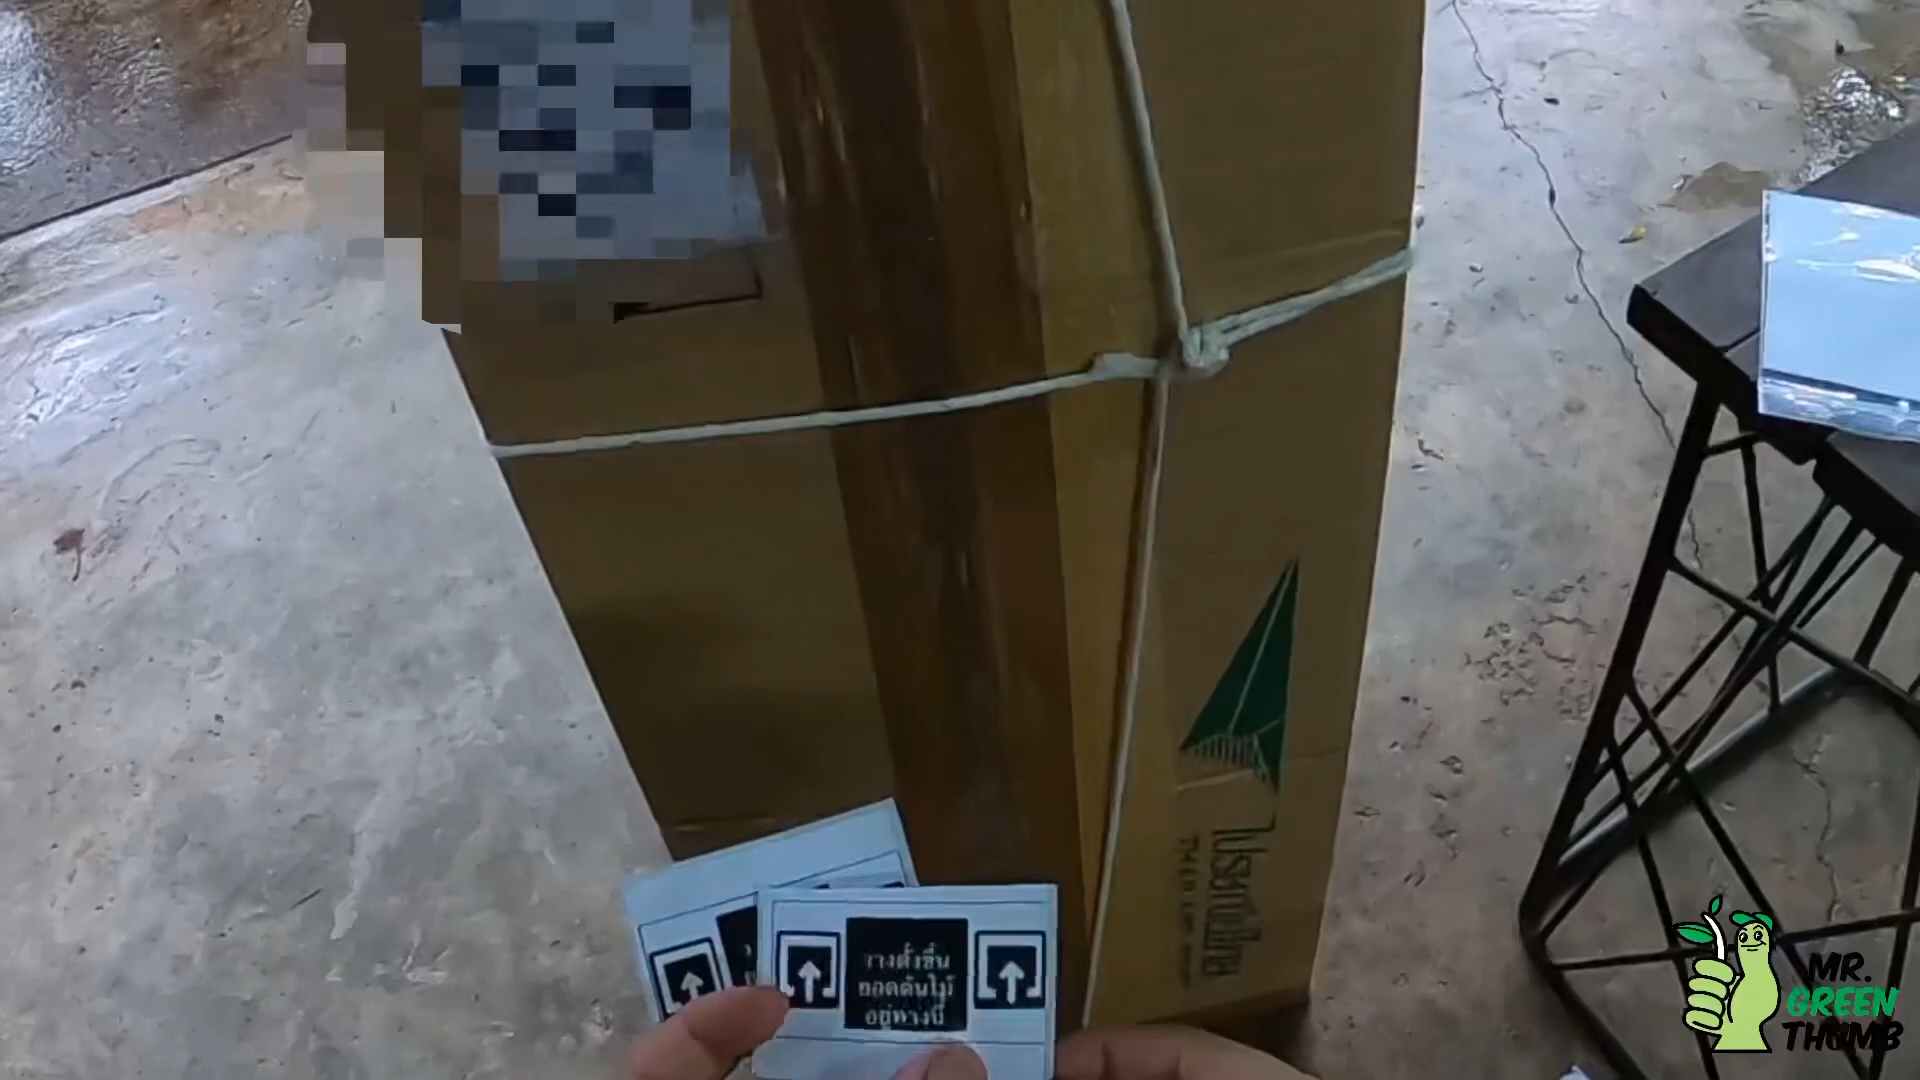 วางตั้งขึ้น
ยอดต้นไม้
อยู่ทางนี้
ไปรษณีย์ไทย
MR.
GREEN
THUMB